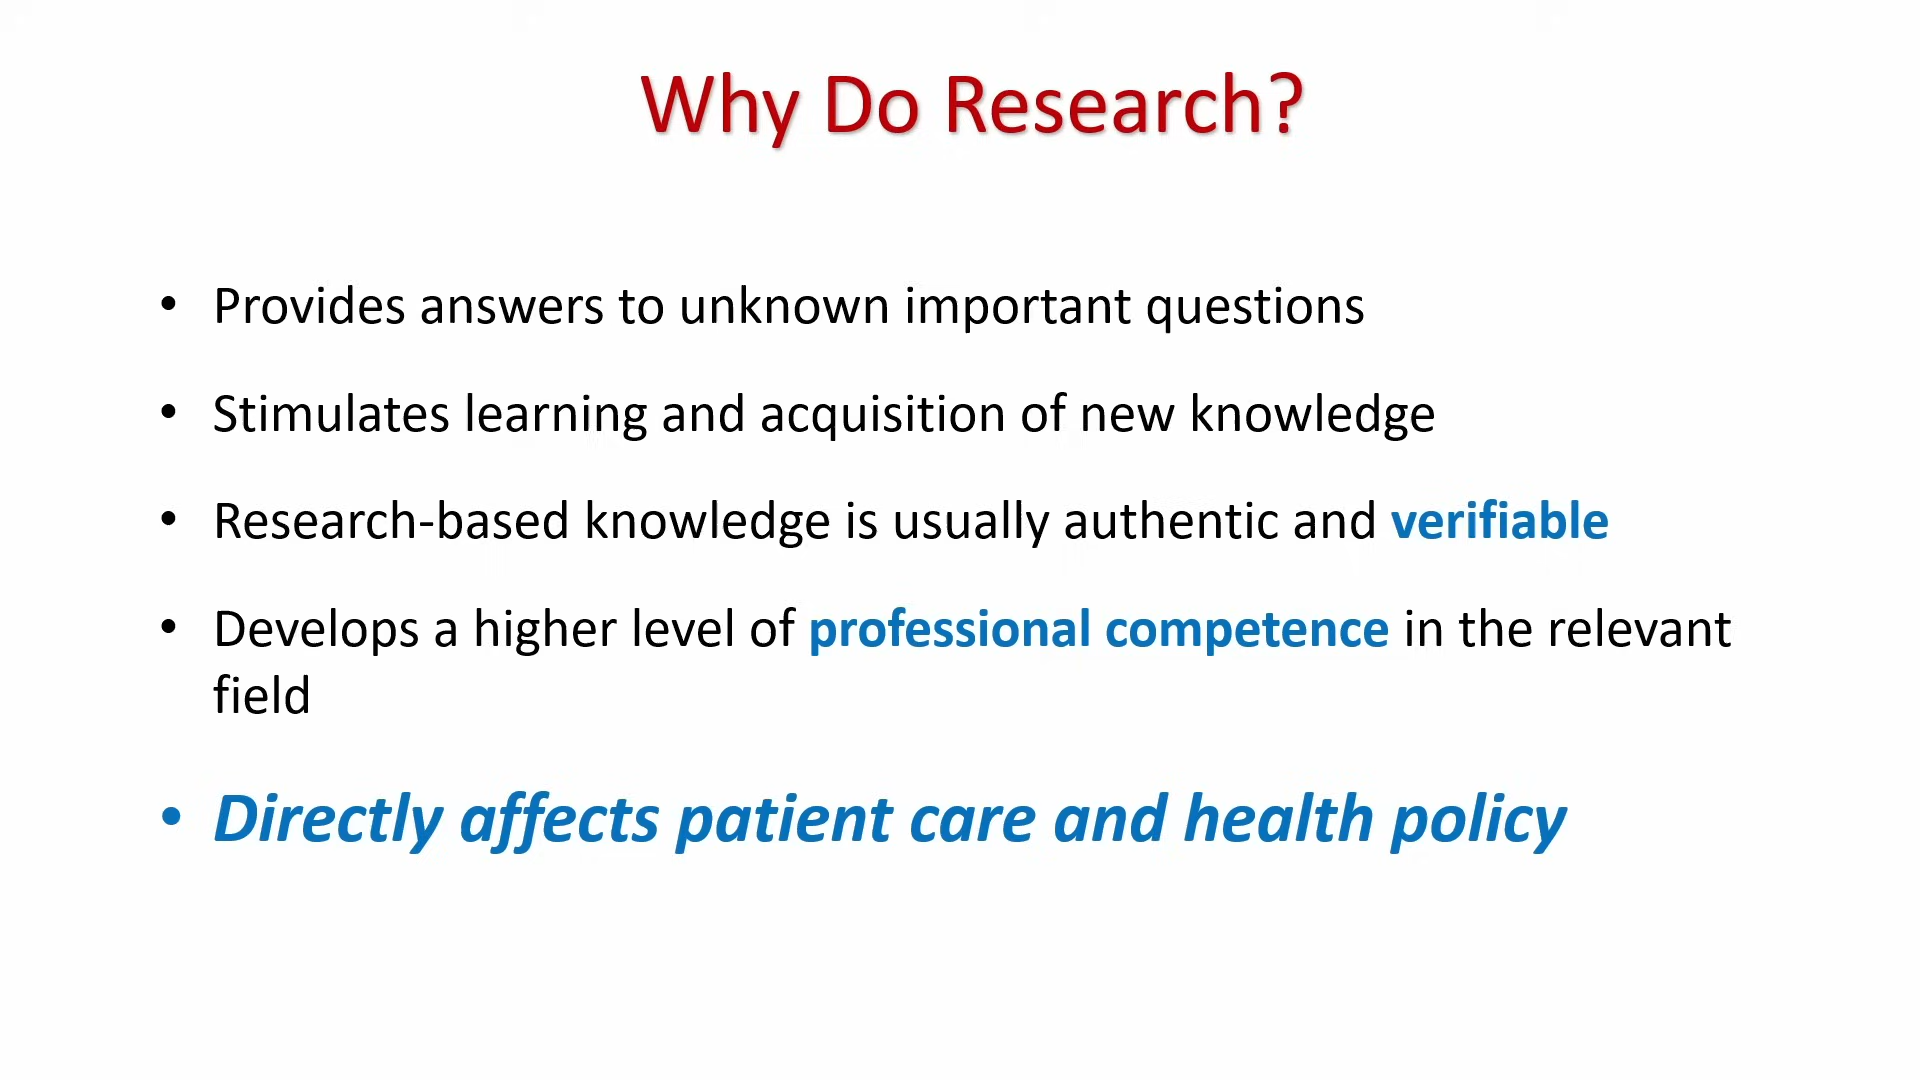 Why Do Research?
• Provides answers to unknown important questions
• Stimulates learning and acquisition of new knowledge
• Research-based knowledge is usually authentic and verifiable
• Develops a higher level of professional competence in the relevant
field
• Directly affects patient care and health policy